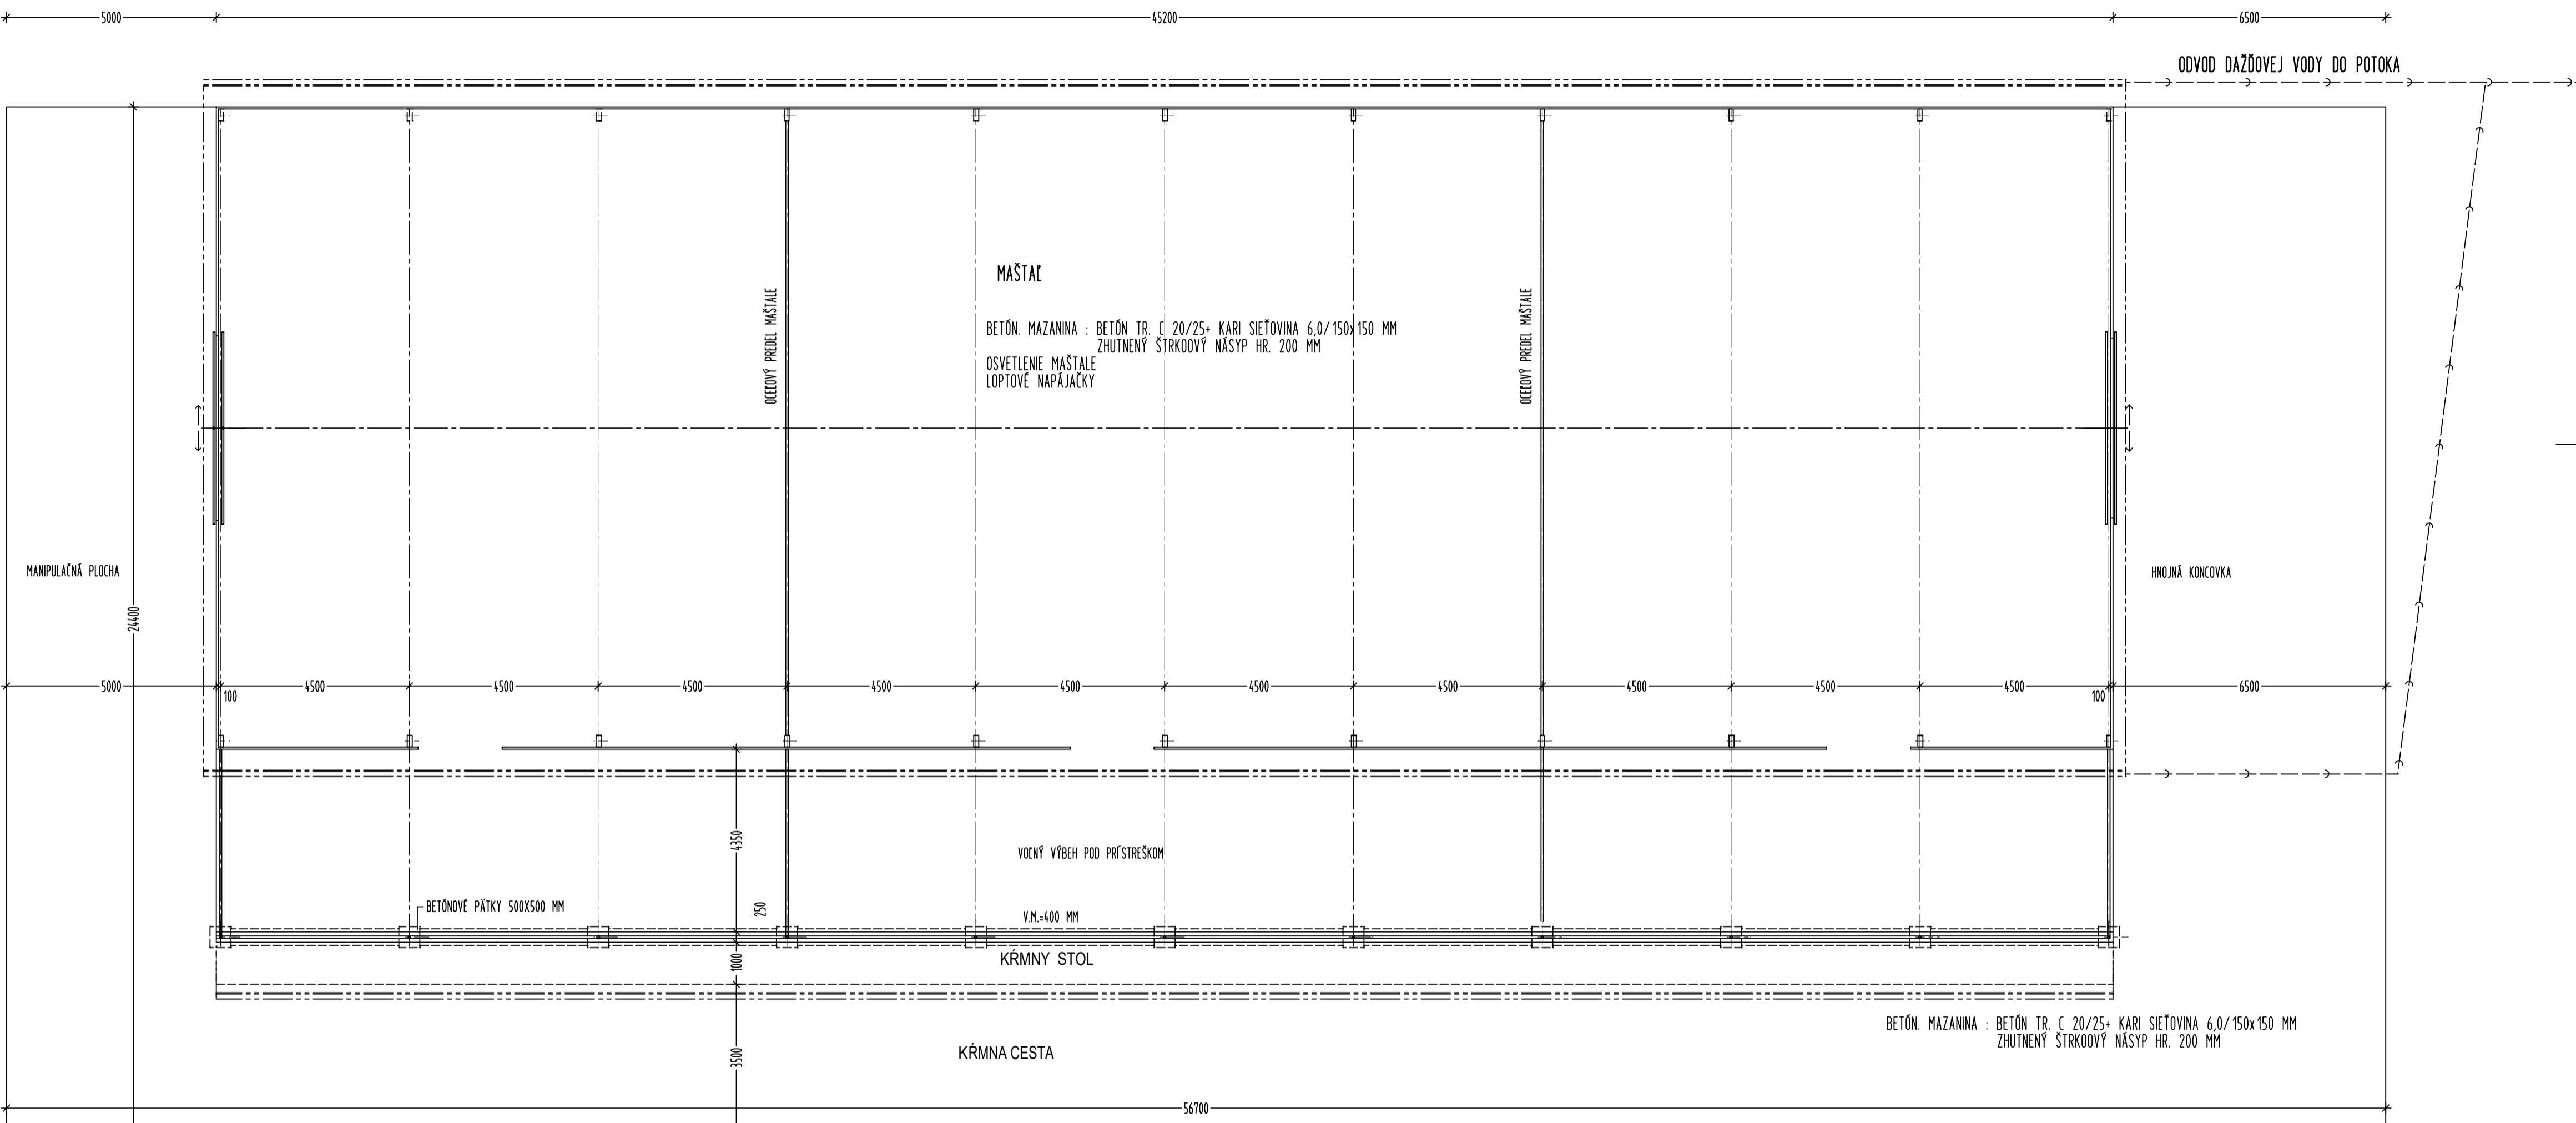 5000
45200
6500
ODVOD DAŽĎOVEJ VODY DO POTOKA
MAŠTAĽ
OCEĽOVÝ PREDEL MAŠTALE
OCEĽOVÝ PREDEL MAŠTALE
BETÓN. MAZANINA : BETÓN TR. C 20/25+ KARI SIEŤOVINA 6,0/150x150 MM
ZHUTNENÝ ŠTRKOOVÝ NÁSYP HR. 200 MM
OSVETLENIE MAŠTALE
LOPTOVÉ NAPÁJAČKY
MANIPULAČNÁ PLOCHA
HNOJNÁ KONCOVKA
24400
5000
100
4500
4500
4500
4500
4500
4500
4500
4500
4500
4500
100
6500
4350
VOĽNÝ VÝBEH POD PRÍSTREŠKOM
BETÓNOVÉ PÄTKY 500X500 MM
250
V.M.=400 MM
1000
KŔMNY STOL
BETÓN. MAZANINA : BETÓN TR. C 20/25+ KARI SIEŤOVINA 6,0/150x150 MM
ZHUTNENÝ ŠTRKOOVÝ NÁSYP HR. 200 MM
3500
KŔMNA CESTA
56700